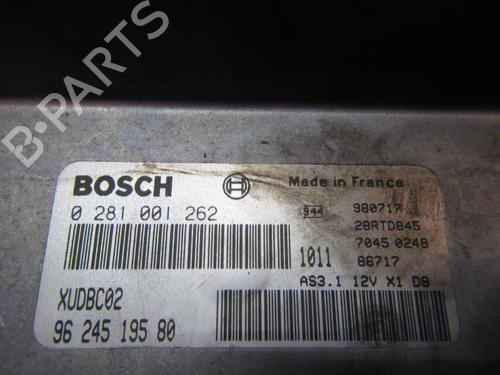 B-PARTS
BOSCH
Made in France
0 281 001 262
944 980717
28RTD845
7045 0248
1011 86717
AS3.1 12V X1 D8
XUDBC02
96 245 195 80